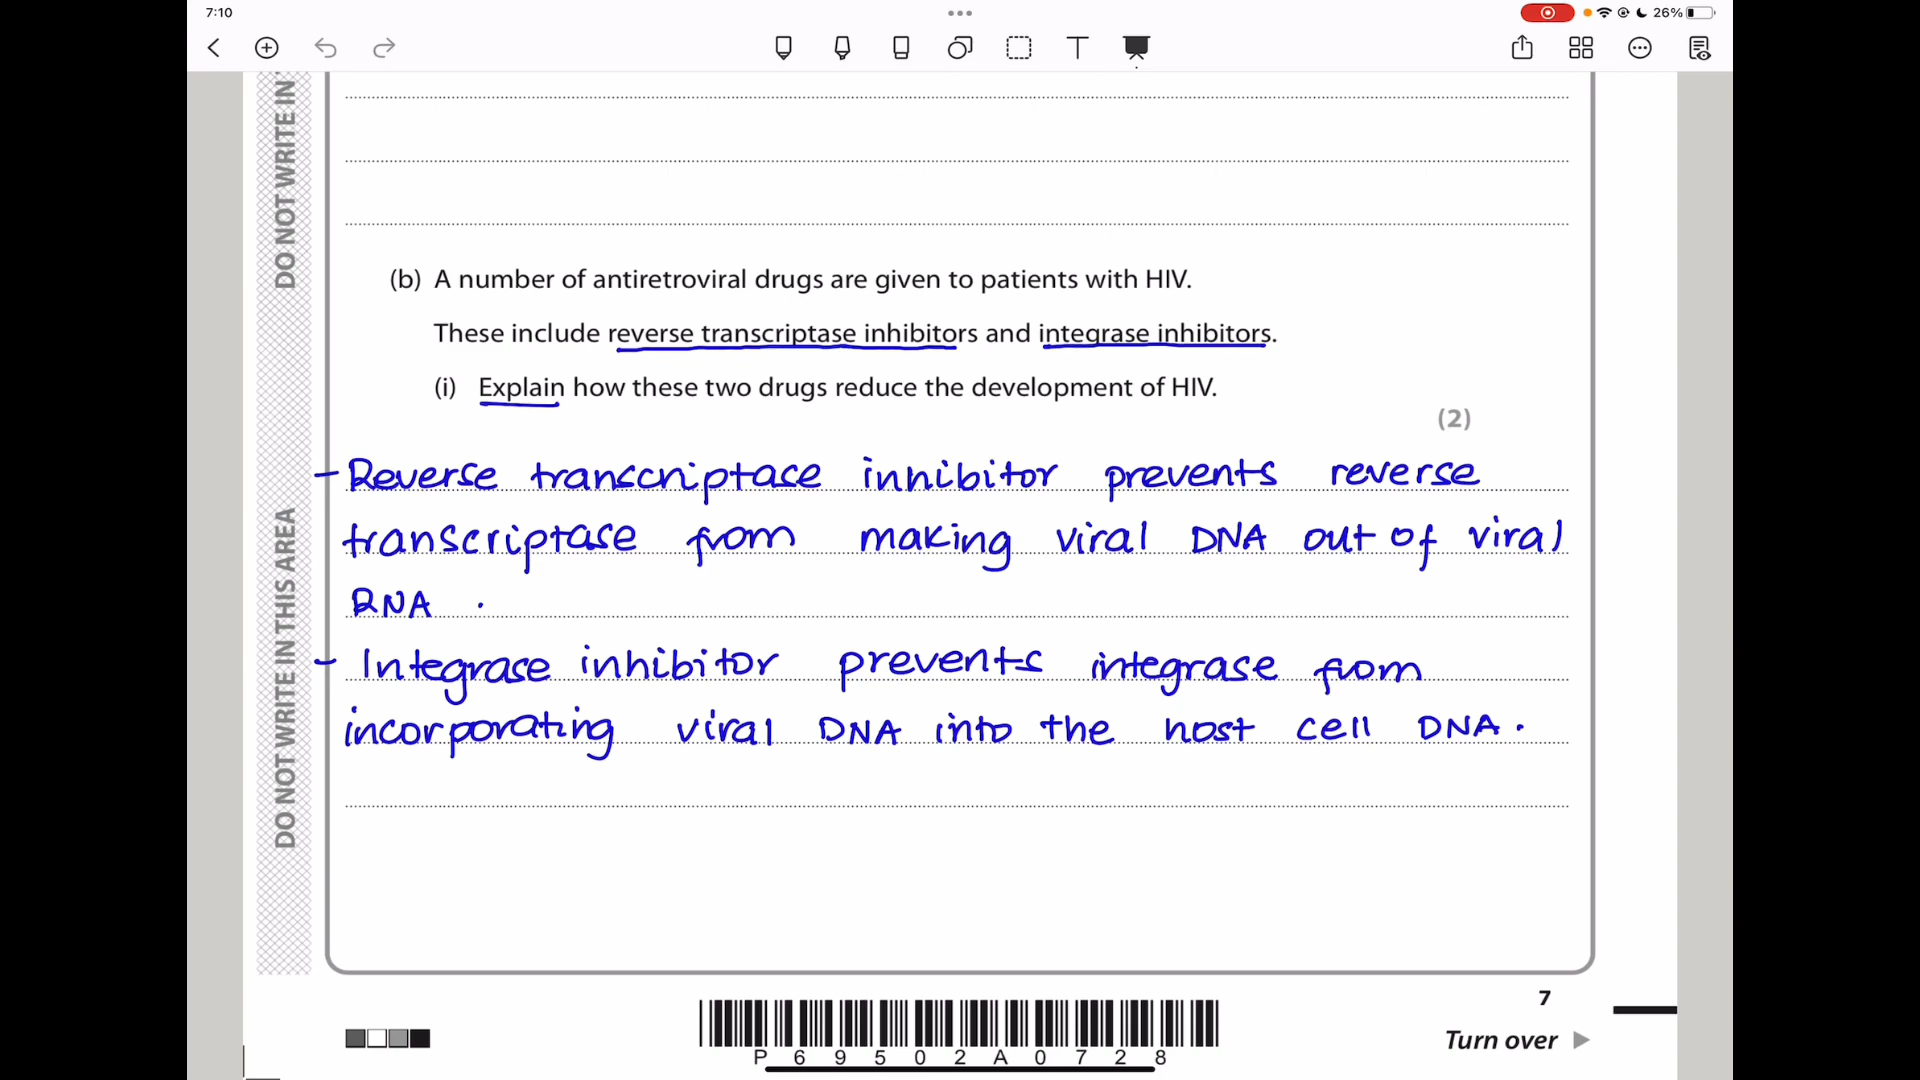 7:10
26%
DO NOT WRITE IN
(b) A number of antiretroviral drugs are given to patients with HIV.
These include reverse transcriptase inhibitors and integrase inhibitors.
(i) Explain how these two drugs reduce the development of HIV.
(2)
- Reverse transcriptase inhibitor prevents reverse
transcriptase from making viral DNA out of viral
RNA .
- Integrase inhibitor prevents integrase from
incorporating viral DNA into the host cell DNA.
DO NOT WRITE IN THIS AREA
7
P 6 9 5 0 2 A 0 7 2 8
Turn over